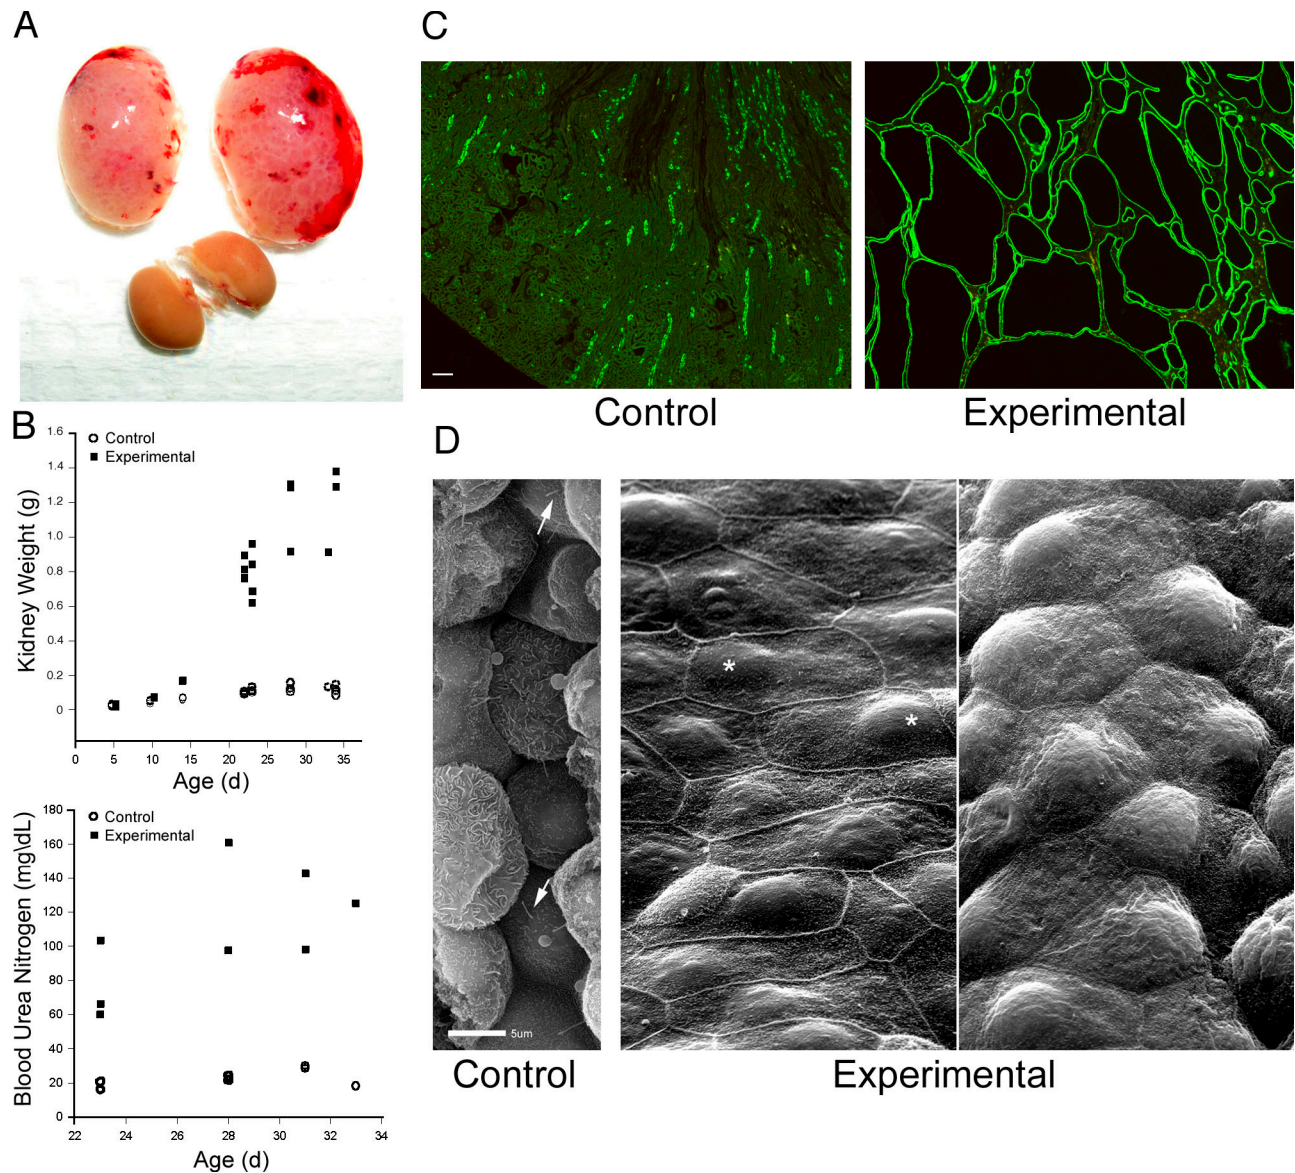 A
B
1.6
Control
Experimental
1.4
1.2
1.0
0.8
0.6
0.4
0.2
0
Kidney Weight (g)
0 5 10 15 20 25 30 35
Age (d)
180
Control
Experimental
160
140
120
100
80
60
40
20
0
Blood Urea Nitrogen (mg\dL)
22 24 26 28 30 32 34
Age (d)
C
Control
Experimental
D
*
*
5um
Control
Experimental